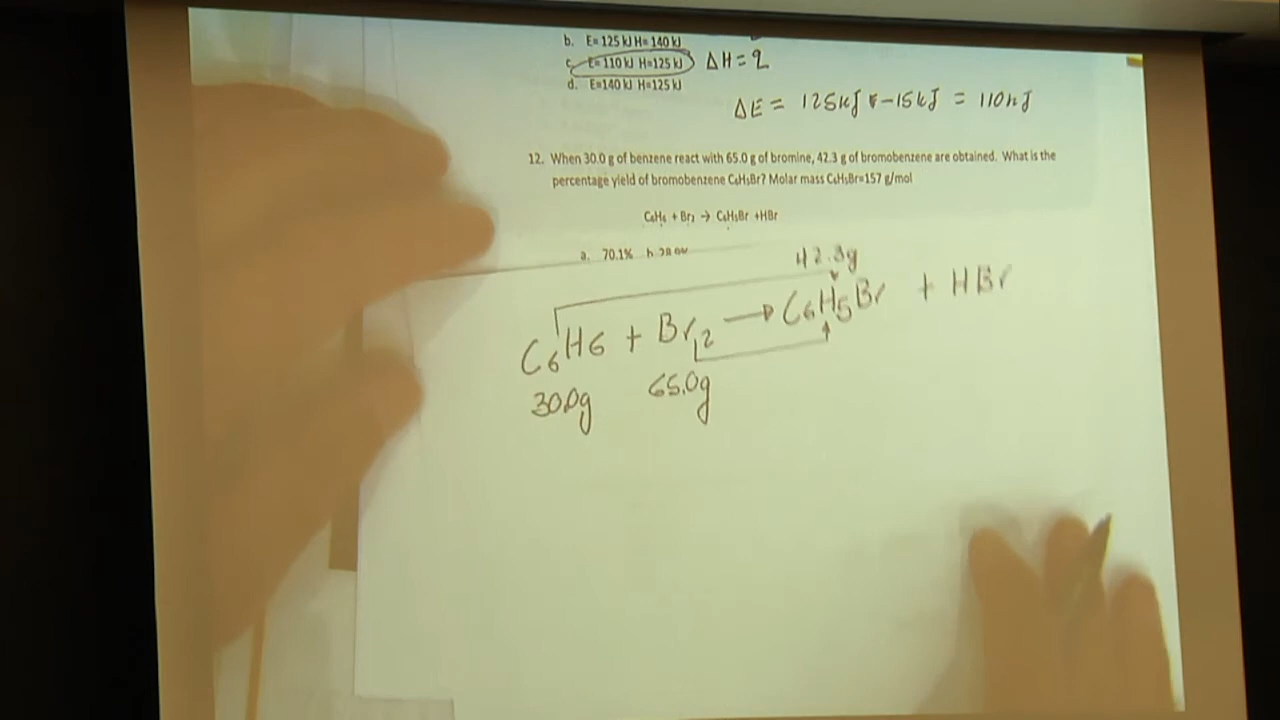 b. E= 125 kJ H= 140 kJ
c. E= 110 kJ H=125 kJ ΔH = q
d. E=140 kJ H=125 kJ
ΔE = 125kJ -15kJ = 110kJ
12. When 30.0 g of benzene react with 65.0 g of bromine, 42.3 g of bromobenzene are obtained. What is the
percentage yield of bromobenzene C₆H₅Br? Molar mass C₆H₅Br=157 g/mol
C₆H₆ + Br₂ → C₆H₅Br +HBr
a. 70.1% b.
42.3g
C₆H6 + Br₂ → C₆H₅Br + HBr
30.0g 65.0g